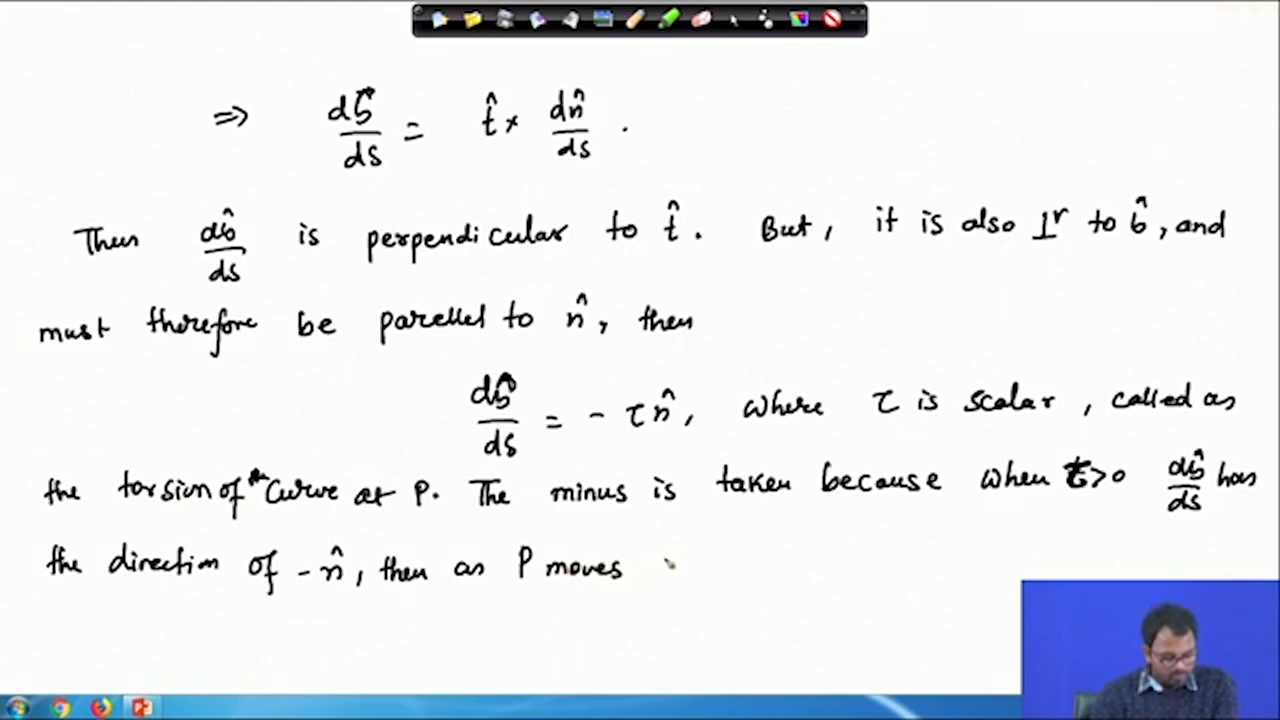 ⇒ db̂/ds = t̂ × dn̂/ds .
Thus db̂/ds is perpendicular to t̂. But, it is also ⊥r to b̂, and
must therefore be parellel to n̂, then
db̂/ds = - τ n̂, where τ is scalar, called as
the torsion of the Curve at P. The minus is taken because when τ>0 db̂/ds has
the direction of - n̂, then as P moves